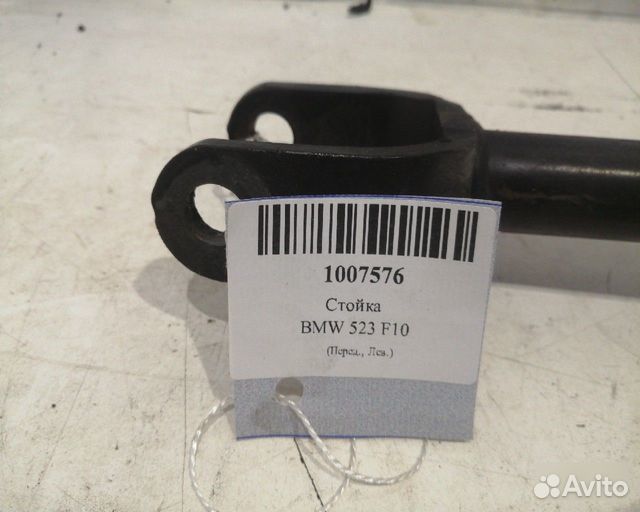 1007576
Стойка
BMW 523 F10
(Перед., Лев.)
Avito